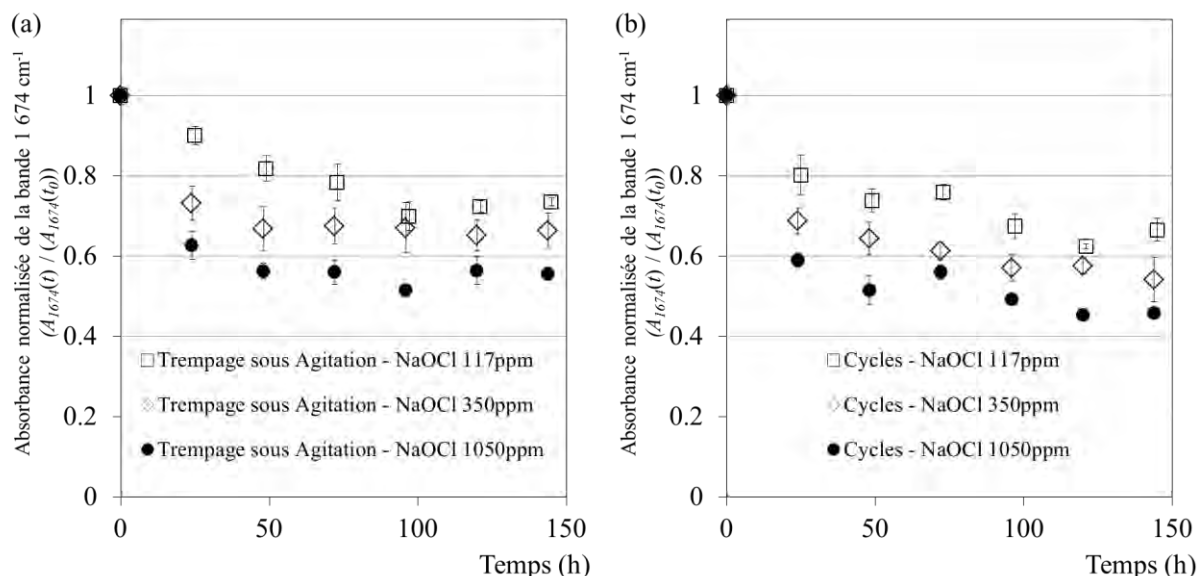 (a)
Absorbance normalisée de la bande 1 674 cm⁻¹
(A₁₆₇₄(t) / (A₁₆₇₄(t₀))
1
0.8
0.6
0.4
0.2
0
Trempage sous Agitation - NaOCl 117ppm
Trempage sous Agitation - NaOCl 350ppm
Trempage sous Agitation - NaOCl 1050ppm
0 50 100 150
Temps (h)
(b)
Absorbance normalisée de la bande 1 674 cm⁻¹
(A₁₆₇₄(t) / (A₁₆₇₄(t₀))
1
0.8
0.6
0.4
0.2
0
Cycles - NaOCl 117ppm
Cycles - NaOCl 350ppm
Cycles - NaOCl 1050ppm
0 50 100 150
Temps (h)